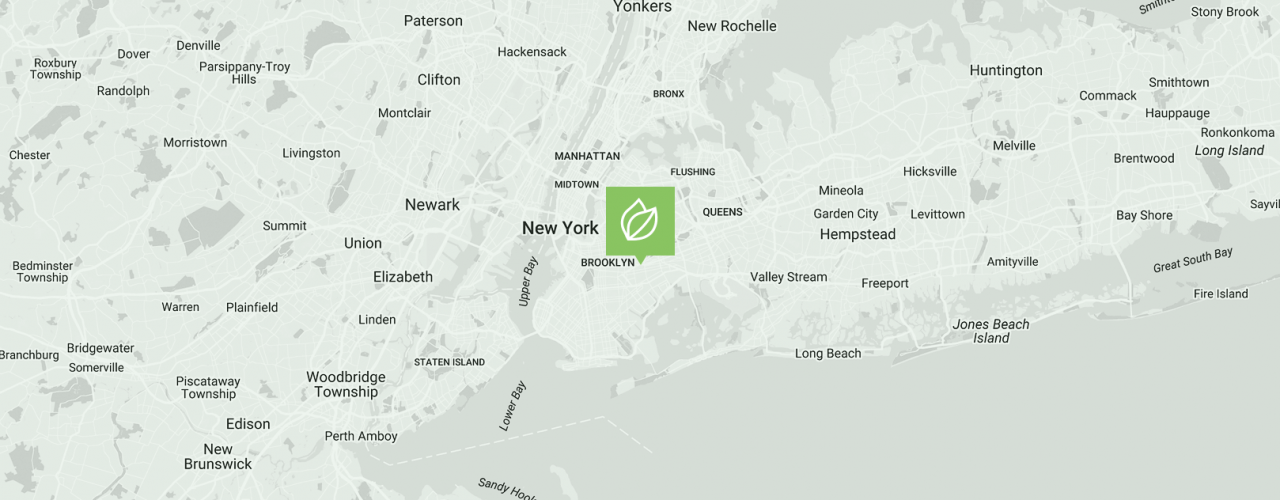 Yonkers
Paterson
New Rochelle
Stony Brook
Denville
Dover
Hackensack
Roxbury
Township
Parsippany-Troy
Hills
Clifton
Huntington
Smithtown
Randolph
BRONX
Commack
Montclair
Hauppauge
Ronkonkoma
Morristown
Livingston
Melville
Long Island
Chester
MANHATTAN
Brentwood
FLUSHING
Hicksville
MIDTOWN
Mineola
Newark
QUEENS
Garden City
Levittown
Bay Shore
Summit
New York
Hempstead
Union
BROOKLYN
Amityville
Great South Bay
Bedminster
Township
Elizabeth
Upper Bay
Valley Stream
Freeport
Fire Island
Warren
Plainfield
Linden
Jones Beach
Island
Branchburg
Bridgewater
Somerville
STATEN ISLAND
Long Beach
Piscataway
Township
Woodbridge
Township
Lower Bay
Edison
Perth Amboy
New
Brunswick